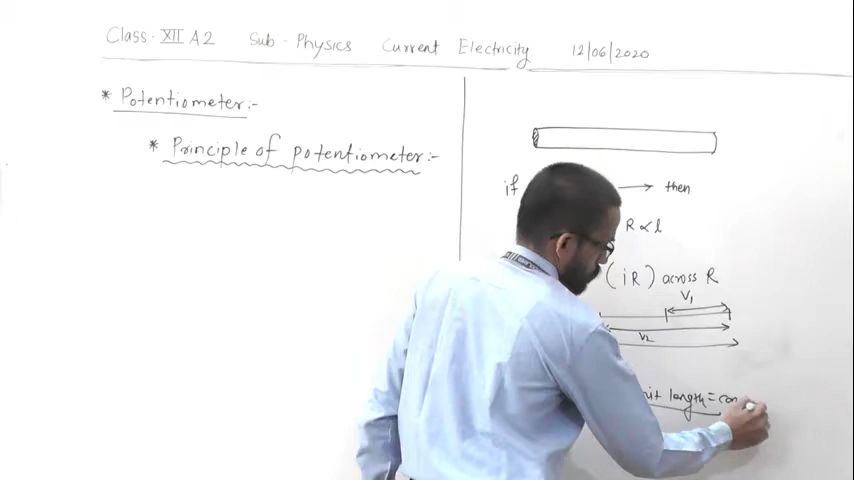 Class - XII A2 Sub - Physics Current Electricity 12/06/2020
* Potentiometer:-
* Principle of potentiometer:-
if → then
R ∝ l
(iR) across R
V1
V2
length = con